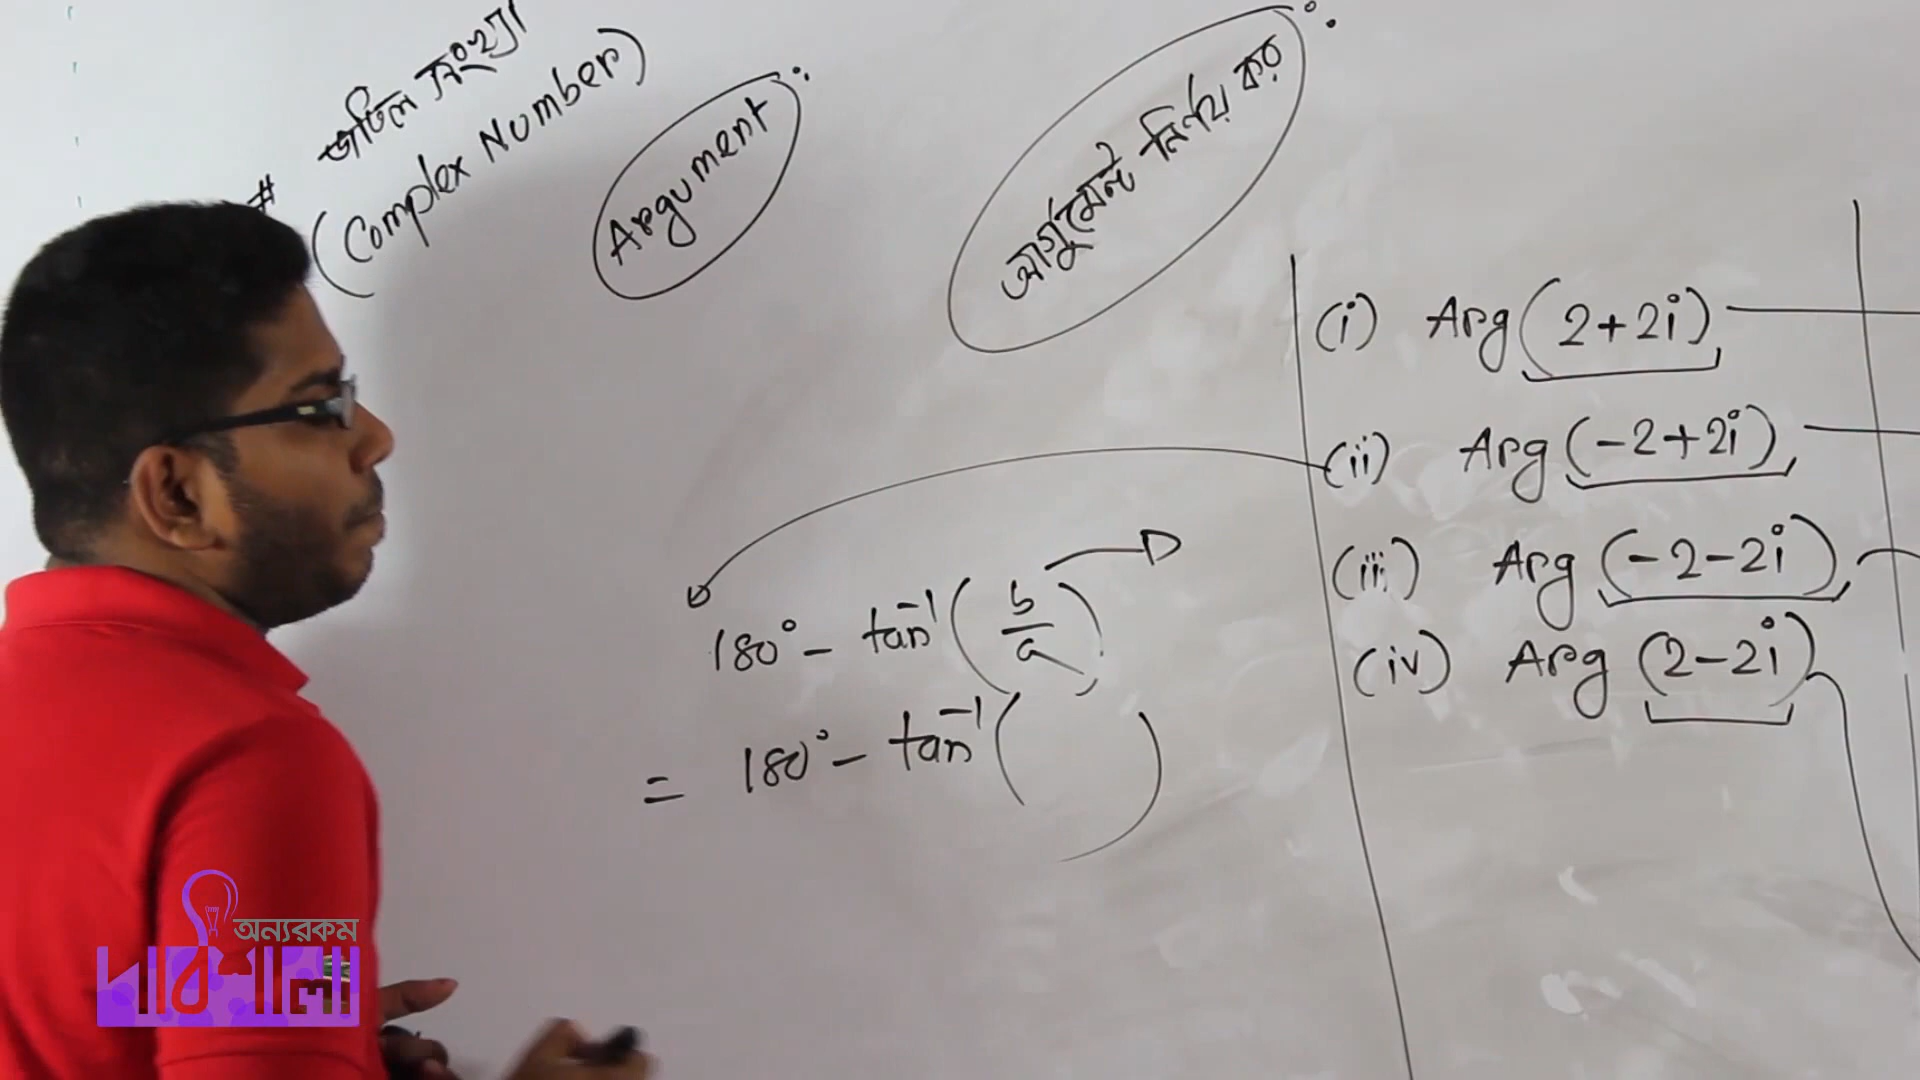 # জটিল সংখ্যা
(Complex Number)
Argument :
আর্গুমেন্ট নির্ণয় কর :
(i) Arg (2+2i)
(ii) Arg (-2+2i)
(iii) Arg (-2-2i)
(iv) Arg (2-2i)
180° - tan⁻¹ (b/a)
= 180° - tan⁻¹ ( )
অন্যরকম
পাঠশালা